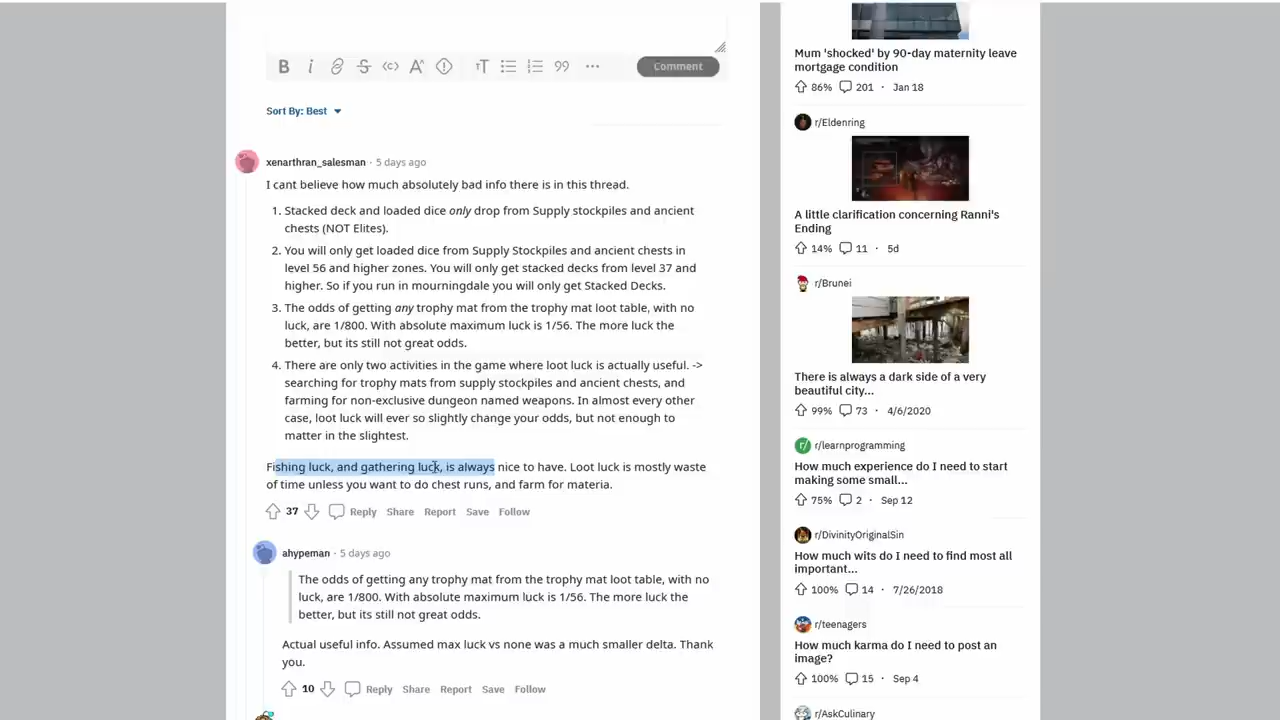 Comment
Sort By: Best
xenarthran_salesman · 5 days ago
I cant believe how much absolutely bad info there is in this thread.
1. Stacked deck and loaded dice only drop from Supply stockpiles and ancient
chests (NOT Elites).
2. You will only get loaded dice from Supply Stockpiles and ancient chests in
level 56 and higher zones. You will only get stacked decks from level 37 and
higher. So if you run in mourningdale you will only get Stacked Decks.
3. The odds of getting any trophy mat from the trophy mat loot table, with no
luck, are 1/800. With absolute maximum luck is 1/56. The more luck the
better, but its still not great odds.
4. There are only two activities in the game where loot luck is actually useful. ->
searching for trophy mats from supply stockpiles and ancient chests, and
farming for non-exclusive dungeon named weapons. In almost every other
case, loot luck will ever so slightly change your odds, but not enough to
matter in the slightest.
Fishing luck, and gathering luck, is always nice to have. Loot luck is mostly waste
of time unless you want to do chest runs, and farm for materia.
37 Reply Share Report Save Follow
ahypeman · 5 days ago
The odds of getting any trophy mat from the trophy mat loot table, with no
luck, are 1/800. With absolute maximum luck is 1/56. The more luck the
better, but its still not great odds.
Actual useful info. Assumed max luck vs none was a much smaller delta. Thank
you.
10 Reply Share Report Save Follow
Mum 'shocked' by 90-day maternity leave
mortgage condition
86% 201 · Jan 18
r/Eldenring
A little clarification concerning Ranni's
Ending
14% 11 · 5d
r/Brunei
There is always a dark side of a very
beautiful city...
99% 73 · 4/6/2020
r/learnprogramming
How much experience do I need to start
making some small...
75% 2 · Sep 12
r/DivinityOriginalSin
How much wits do I need to find most all
important...
100% 14 · 7/26/2018
r/teenagers
How much karma do I need to post an
image?
100% 15 · Sep 4
r/AskCulinary